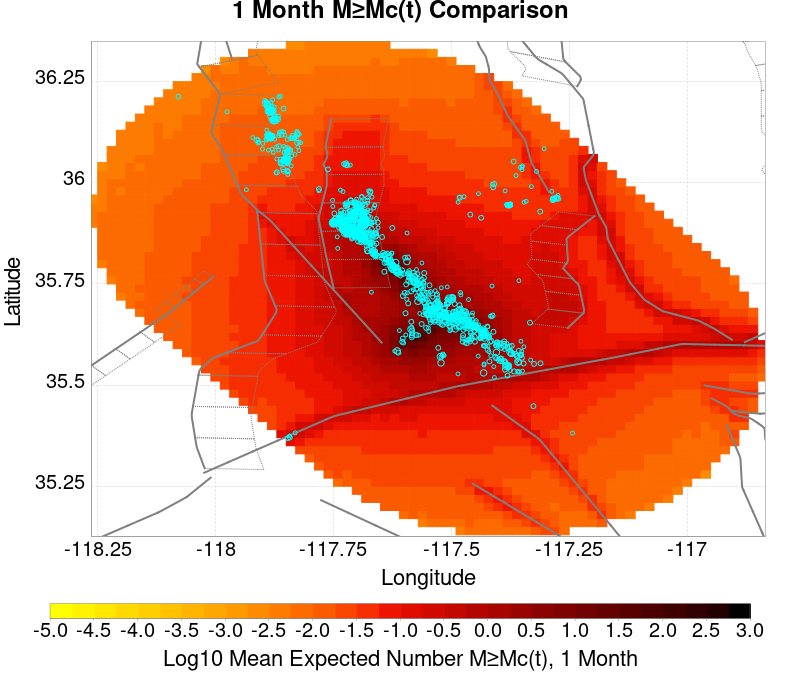 1 Month M≥Mc(t) Comparison
36.25
36
35.75
35.5
35.25
Latitude
-118.25 -118 -117.75 -117.5 -117.25 -117
Longitude
-5.0 -4.5 -4.0 -3.5 -3.0 -2.5 -2.0 -1.5 -1.0 -0.5 0.0 0.5 1.0 1.5 2.0 2.5 3.0
Log10 Mean Expected Number M≥Mc(t), 1 Month